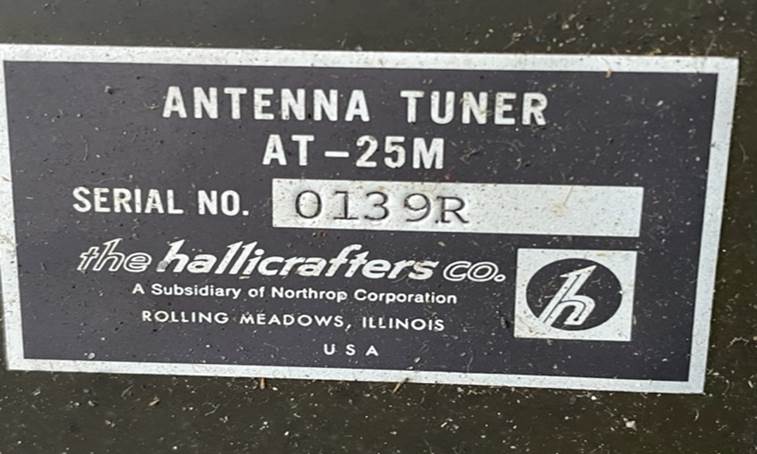 ANTENNA TUNER
AT-25M
SERIAL NO. 0139R
the hallicrafters co.
A Subsidiary of Northrop Corporation
ROLLING MEADOWS, ILLINOIS
USA
h